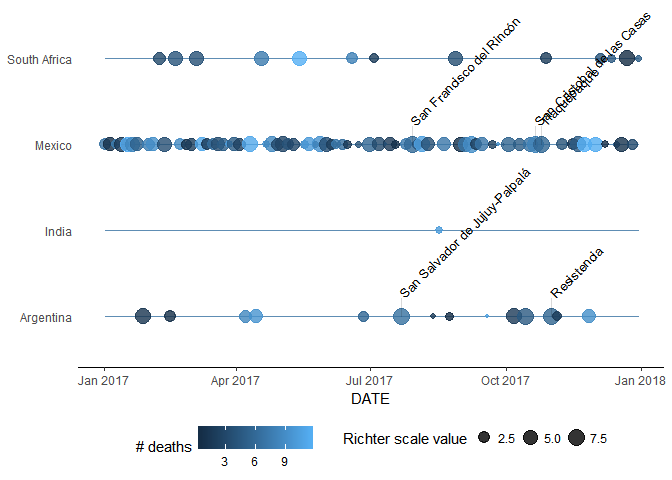 South Africa
Mexico
India
Argentina
San Francisco del Rincón
San Cristobal de las Casas
Tlaquepaque
San Salvador de Jujuy-Palpalá
Resistencia
Jan 2017
Apr 2017
Jul 2017
Oct 2017
Jan 2018
DATE
# deaths
3
6
9
Richter scale value
2.5
5.0
7.5